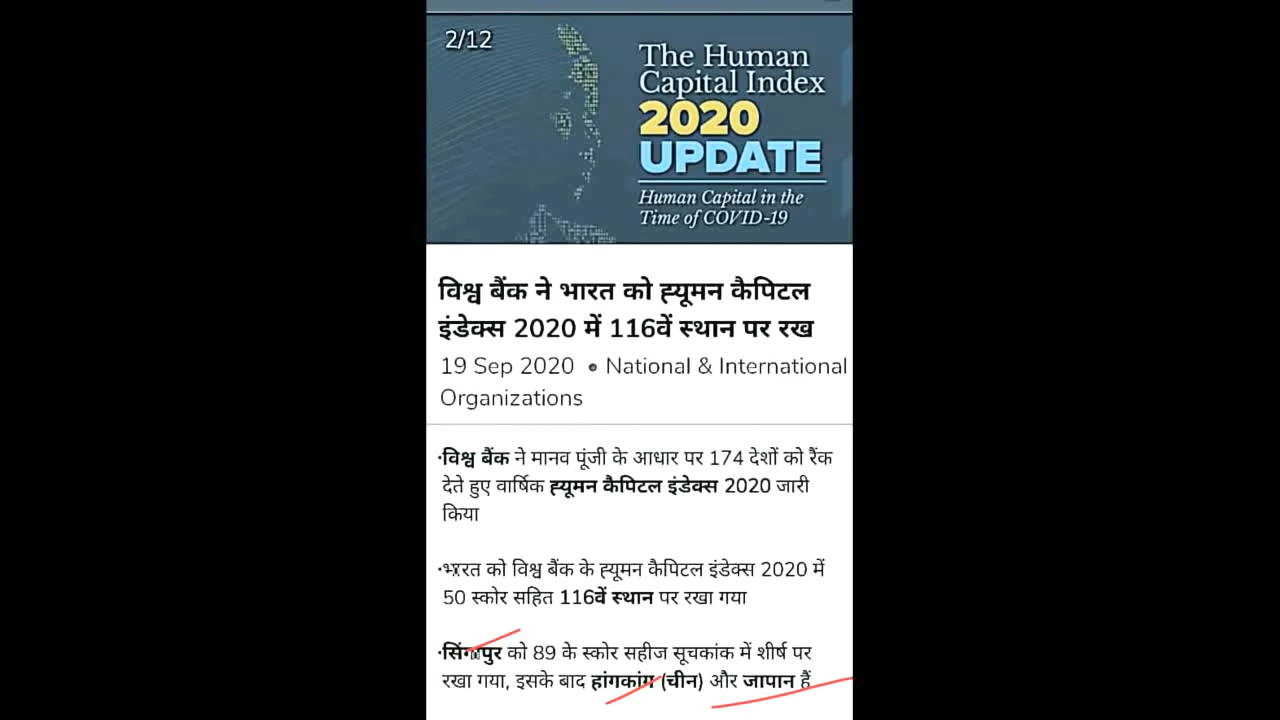 2/12
The Human
Capital Index
2020
UPDATE
Human Capital in the
Time of COVID-19
विश्व बैंक ने भारत को ह्यूमन कैपिटल
इंडेक्स 2020 में 116वें स्थान पर रख
19 Sep 2020 • National & International
Organizations
·विश्व बैंक ने मानव पूंजी के आधार पर 174 देशों को रैंक
देते हुए वार्षिक ह्यूमन कैपिटल इंडेक्स 2020 जारी
किया
·भारत को विश्व बैंक के ह्यूमन कैपिटल इंडेक्स 2020 में
50 स्कोर सहित 116वें स्थान पर रखा गया
·सिंगापुर को 89 के स्कोर सहीज सूचकांक में शीर्ष पर
रखा गया, इसके बाद हांगकांग (चीन) और जापान हैं